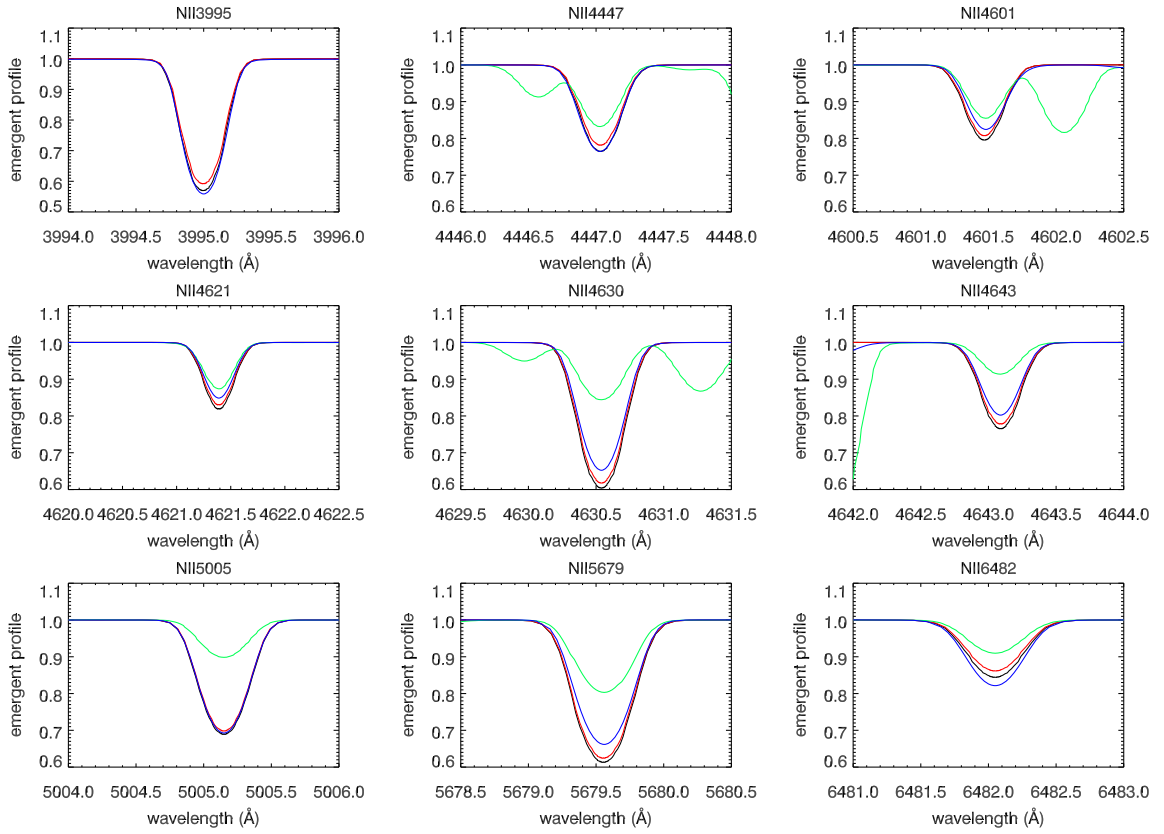 NII3995
NII4447
NII4601
emergent profile
1.1
1.0
0.9
0.8
0.7
0.6
0.5
3994.0 3994.5 3995.0 3995.5 3996.0
wavelength (Å)
emergent profile
1.1
1.0
0.9
0.8
0.7
0.6
4446.0 4446.5 4447.0 4447.5 4448.0
wavelength (Å)
emergent profile
1.1
1.0
0.9
0.8
0.7
0.6
4600.5 4601.0 4601.5 4602.0 4602.5
wavelength (Å)
NII4621
NII4630
NII4643
emergent profile
1.1
1.0
0.9
0.8
0.7
0.6
4620.0 4620.5 4621.0 4621.5 4622.0 4622.5
wavelength (Å)
emergent profile
1.1
1.0
0.9
0.8
0.7
0.6
4629.5 4630.0 4630.5 4631.0 4631.5
wavelength (Å)
emergent profile
1.1
1.0
0.9
0.8
0.7
0.6
4642.0 4642.5 4643.0 4643.5 4644.0
wavelength (Å)
NII5005
NII5679
NII6482
emergent profile
1.1
1.0
0.9
0.8
0.7
0.6
5004.0 5004.5 5005.0 5005.5 5006.0
wavelength (Å)
emergent profile
1.1
1.0
0.9
0.8
0.7
0.6
5678.5 5679.0 5679.5 5680.0 5680.5
wavelength (Å)
emergent profile
1.1
1.0
0.9
0.8
0.7
0.6
6481.0 6481.5 6482.0 6482.5 6483.0
wavelength (Å)